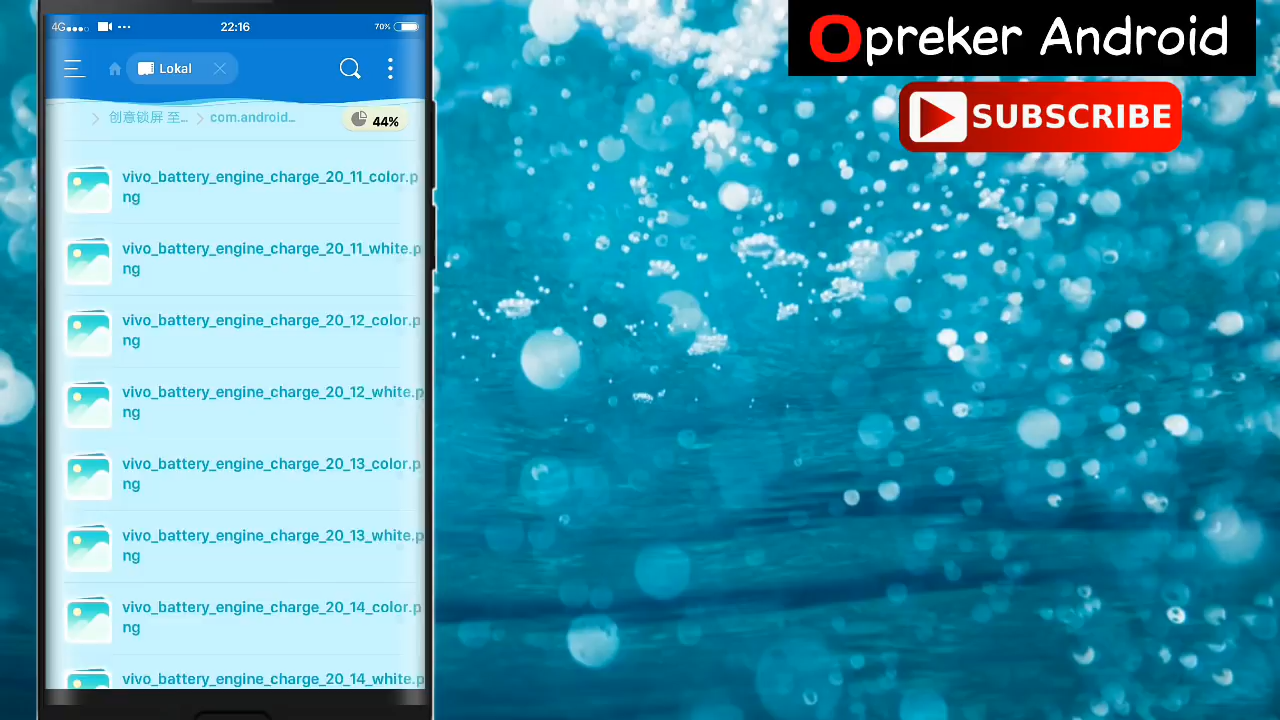 4G
22:16
70%
Lokal
创意锁屏 至...
com.android...
44%
vivo_battery_engine_charge_20_11_color.p
ng
vivo_battery_engine_charge_20_11_white.p
ng
vivo_battery_engine_charge_20_12_color.p
ng
vivo_battery_engine_charge_20_12_white.p
ng
vivo_battery_engine_charge_20_13_color.p
ng
vivo_battery_engine_charge_20_13_white.p
ng
vivo_battery_engine_charge_20_14_color.p
ng
vivo_battery_engine_charge_20_14_white.p
Opreker Android
SUBSCRIBE